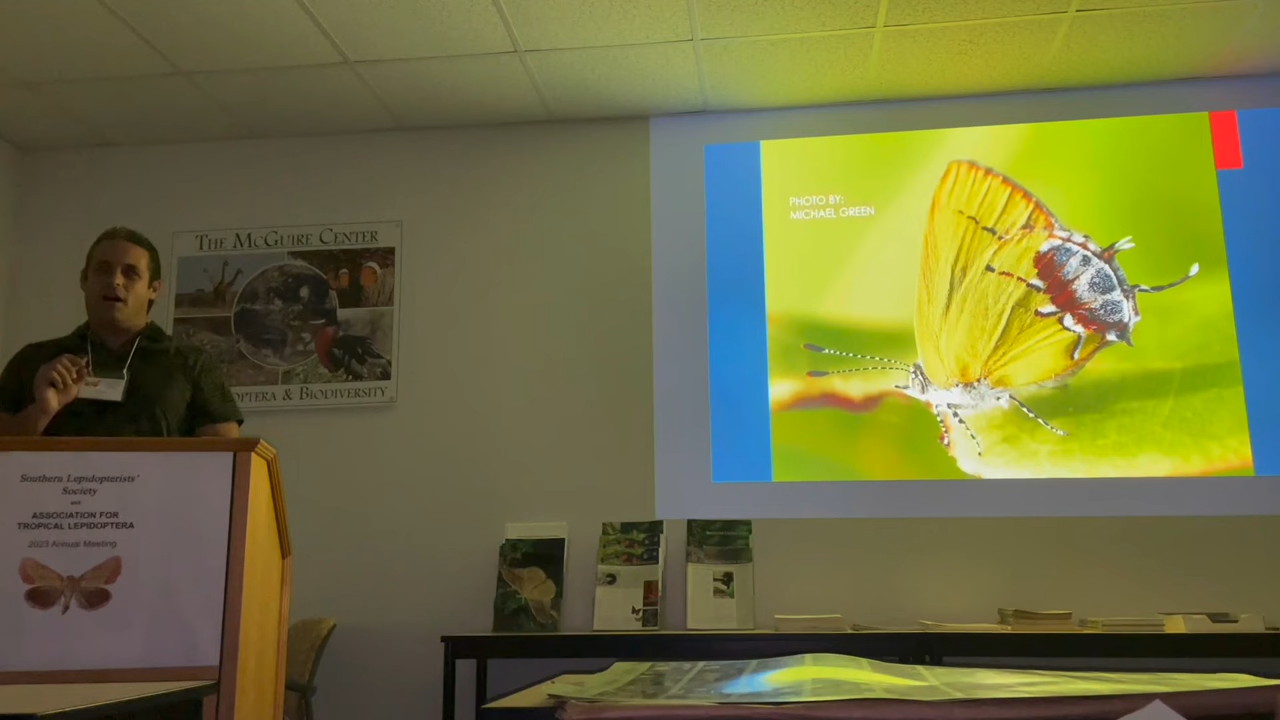 THE MCGUIRE CENTER
OPTERA & BIODIVERSITY
PHOTO BY:
MICHAEL GREEN
Southern Lepidopterists'
Society
and
ASSOCIATION FOR
TROPICAL LEPIDOPTERA
2023 Annual Meeting